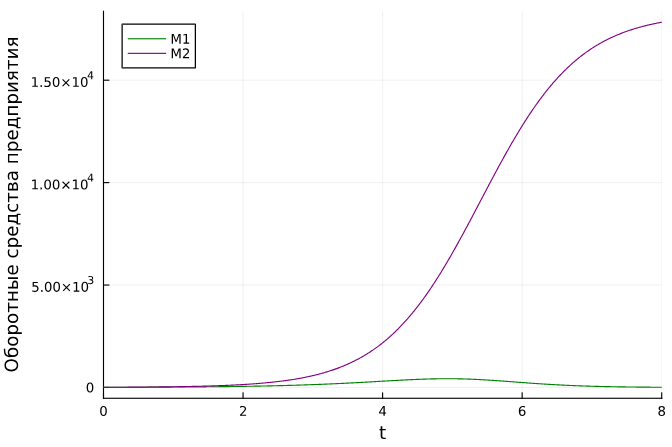 M1
M2
Оборотные средства предприятия
1.50×10⁴
1.00×10⁴
5.00×10³
0
0 2 4 6 8
t